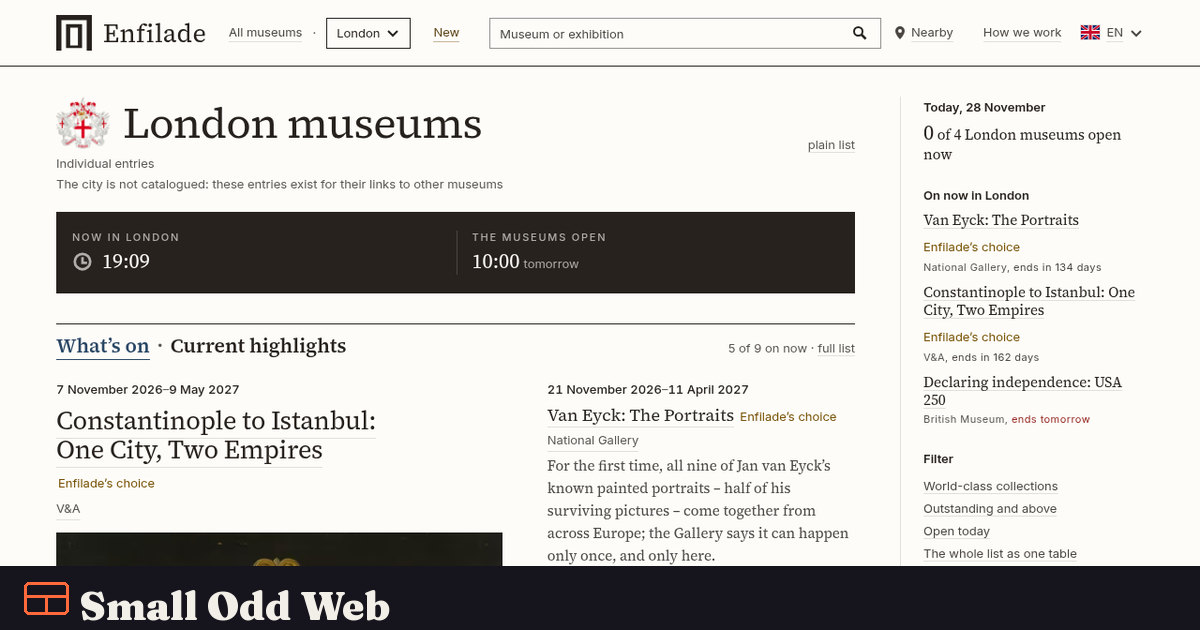 Enfilade
All museums · London New
Museum or exhibition
Nearby
How we work
EN
London museums
plain list
Individual entries
The city is not catalogued: these entries exist for their links to other museums
NOW IN LONDON
19:09
THE MUSEUMS OPEN
10:00 tomorrow
What’s on · Current highlights
5 of 9 on now · full list
7 November 2026–9 May 2027
Constantinople to Istanbul:
One City, Two Empires
Enfilade’s choice
V&A
21 November 2026–11 April 2027
Van Eyck: The Portraits Enfilade’s choice
National Gallery
For the first time, all nine of Jan van Eyck’s
known painted portraits – half of his
surviving pictures – come together from
across Europe; the Gallery says it can happen
only once, and only here.
Today, 28 November
0 of 4 London museums open
now
On now in London
Van Eyck: The Portraits
Enfilade’s choice
National Gallery, ends in 134 days
Constantinople to Istanbul: One
City, Two Empires
Enfilade’s choice
V&A, ends in 162 days
Declaring independence: USA
250
British Museum, ends tomorrow
Filter
World-class collections
Outstanding and above
Open today
The whole list as one table
Small Odd Web